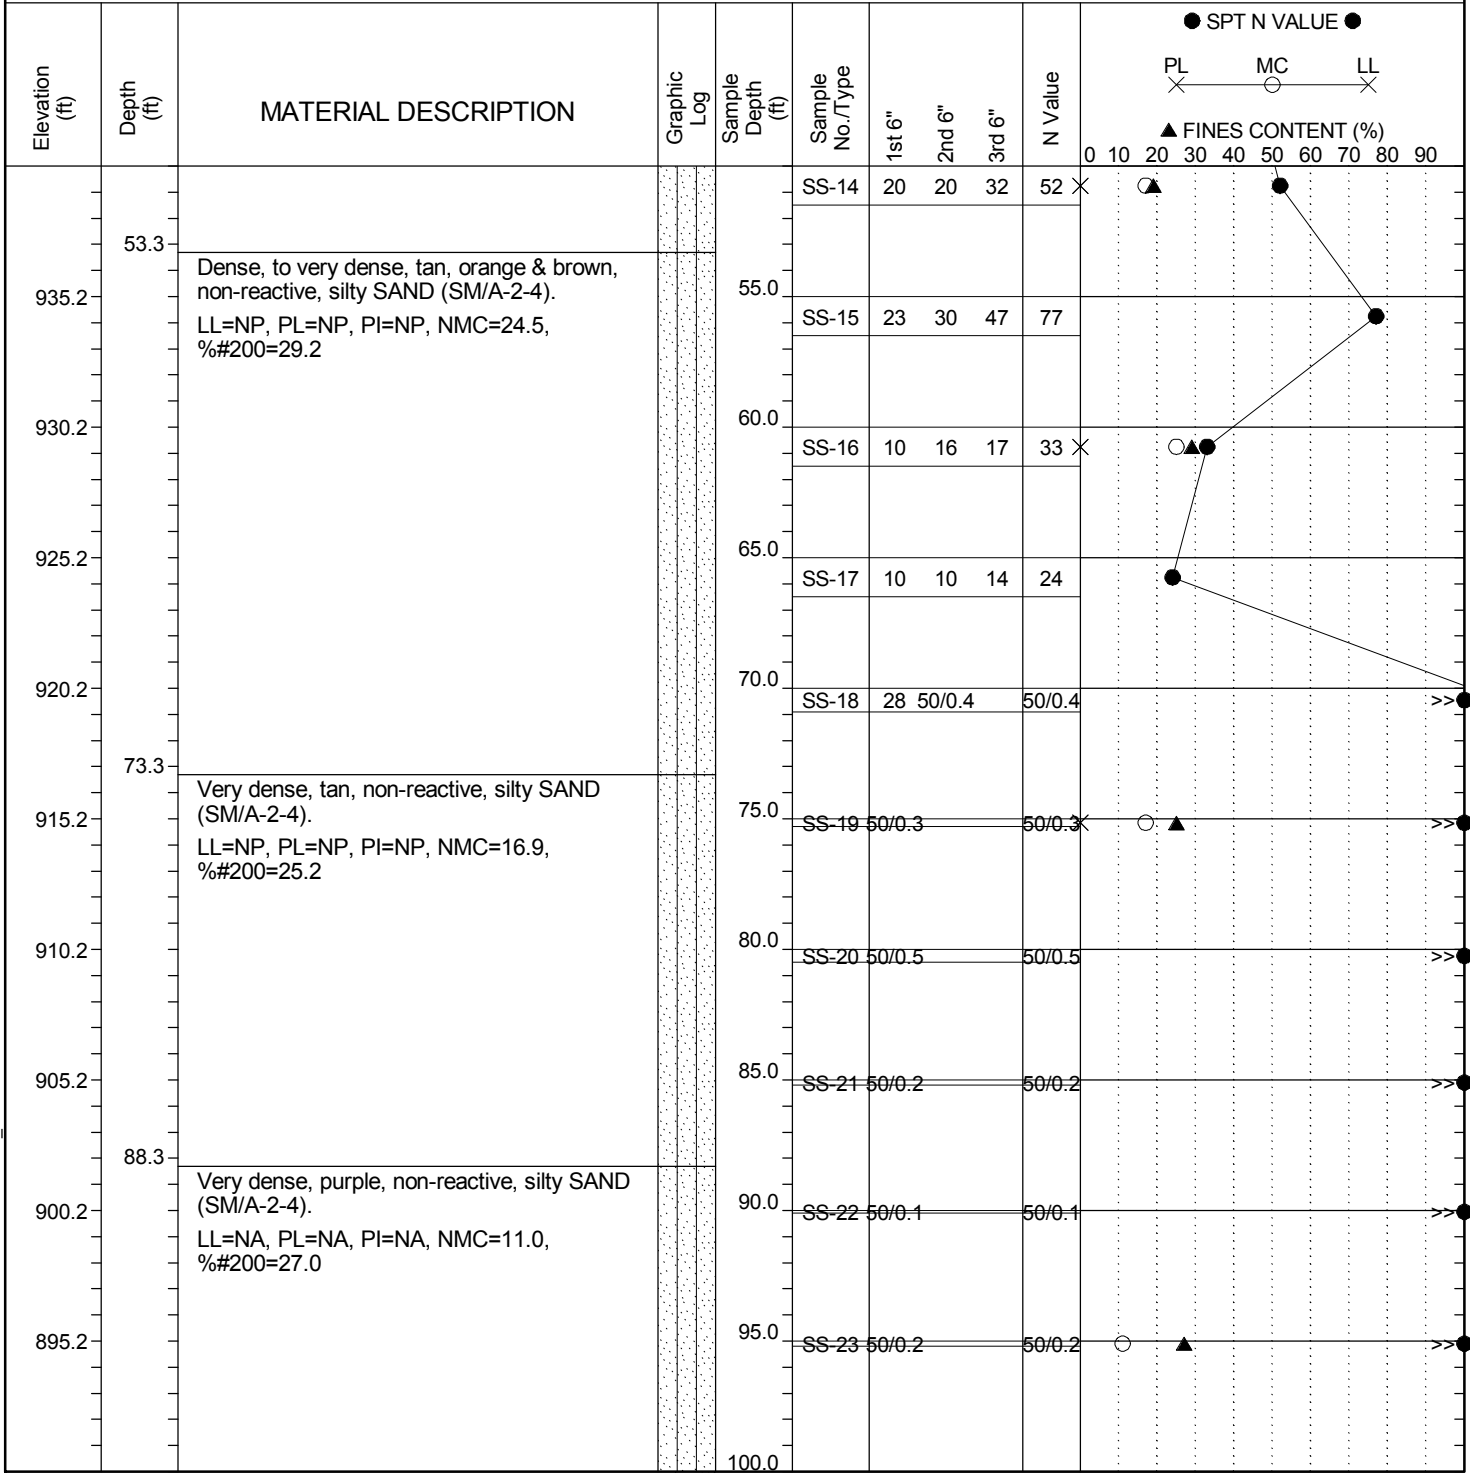 ● SPT N VALUE ●
PL MC LL
▲ FINES CONTENT (%)
0 10 20 30 40 50 60 70 80 90
Elevation (ft)
Depth (ft)
MATERIAL DESCRIPTION
Graphic Log
Sample Depth (ft)
Sample No./Type
1st 6"
2nd 6"
3rd 6"
N Value
SS-14 20 20 32 52
53.3
Dense, to very dense, tan, orange & brown,
non-reactive, silty SAND (SM/A-2-4).
935.2 55.0
LL=NP, PL=NP, PI=NP, NMC=24.5,
%#200=29.2
SS-15 23 30 47 77
930.2 60.0
SS-16 10 16 17 33
925.2 65.0
SS-17 10 10 14 24
920.2 70.0
SS-18 28 50/0.4 50/0.4 >>
73.3
Very dense, tan, non-reactive, silty SAND
(SM/A-2-4).
915.2 75.0
SS-19 50/0.3 50/0.3 >>
LL=NP, PL=NP, PI=NP, NMC=16.9,
%#200=25.2
910.2 80.0
SS-20 50/0.5 50/0.5 >>
905.2 85.0
SS-21 50/0.2 50/0.2 >>
88.3
Very dense, purple, non-reactive, silty SAND
(SM/A-2-4).
900.2 90.0
SS-22 50/0.1 50/0.1 >>
LL=NA, PL=NA, PI=NA, NMC=11.0,
%#200=27.0
895.2 95.0
SS-23 50/0.2 50/0.2 >>
100.0